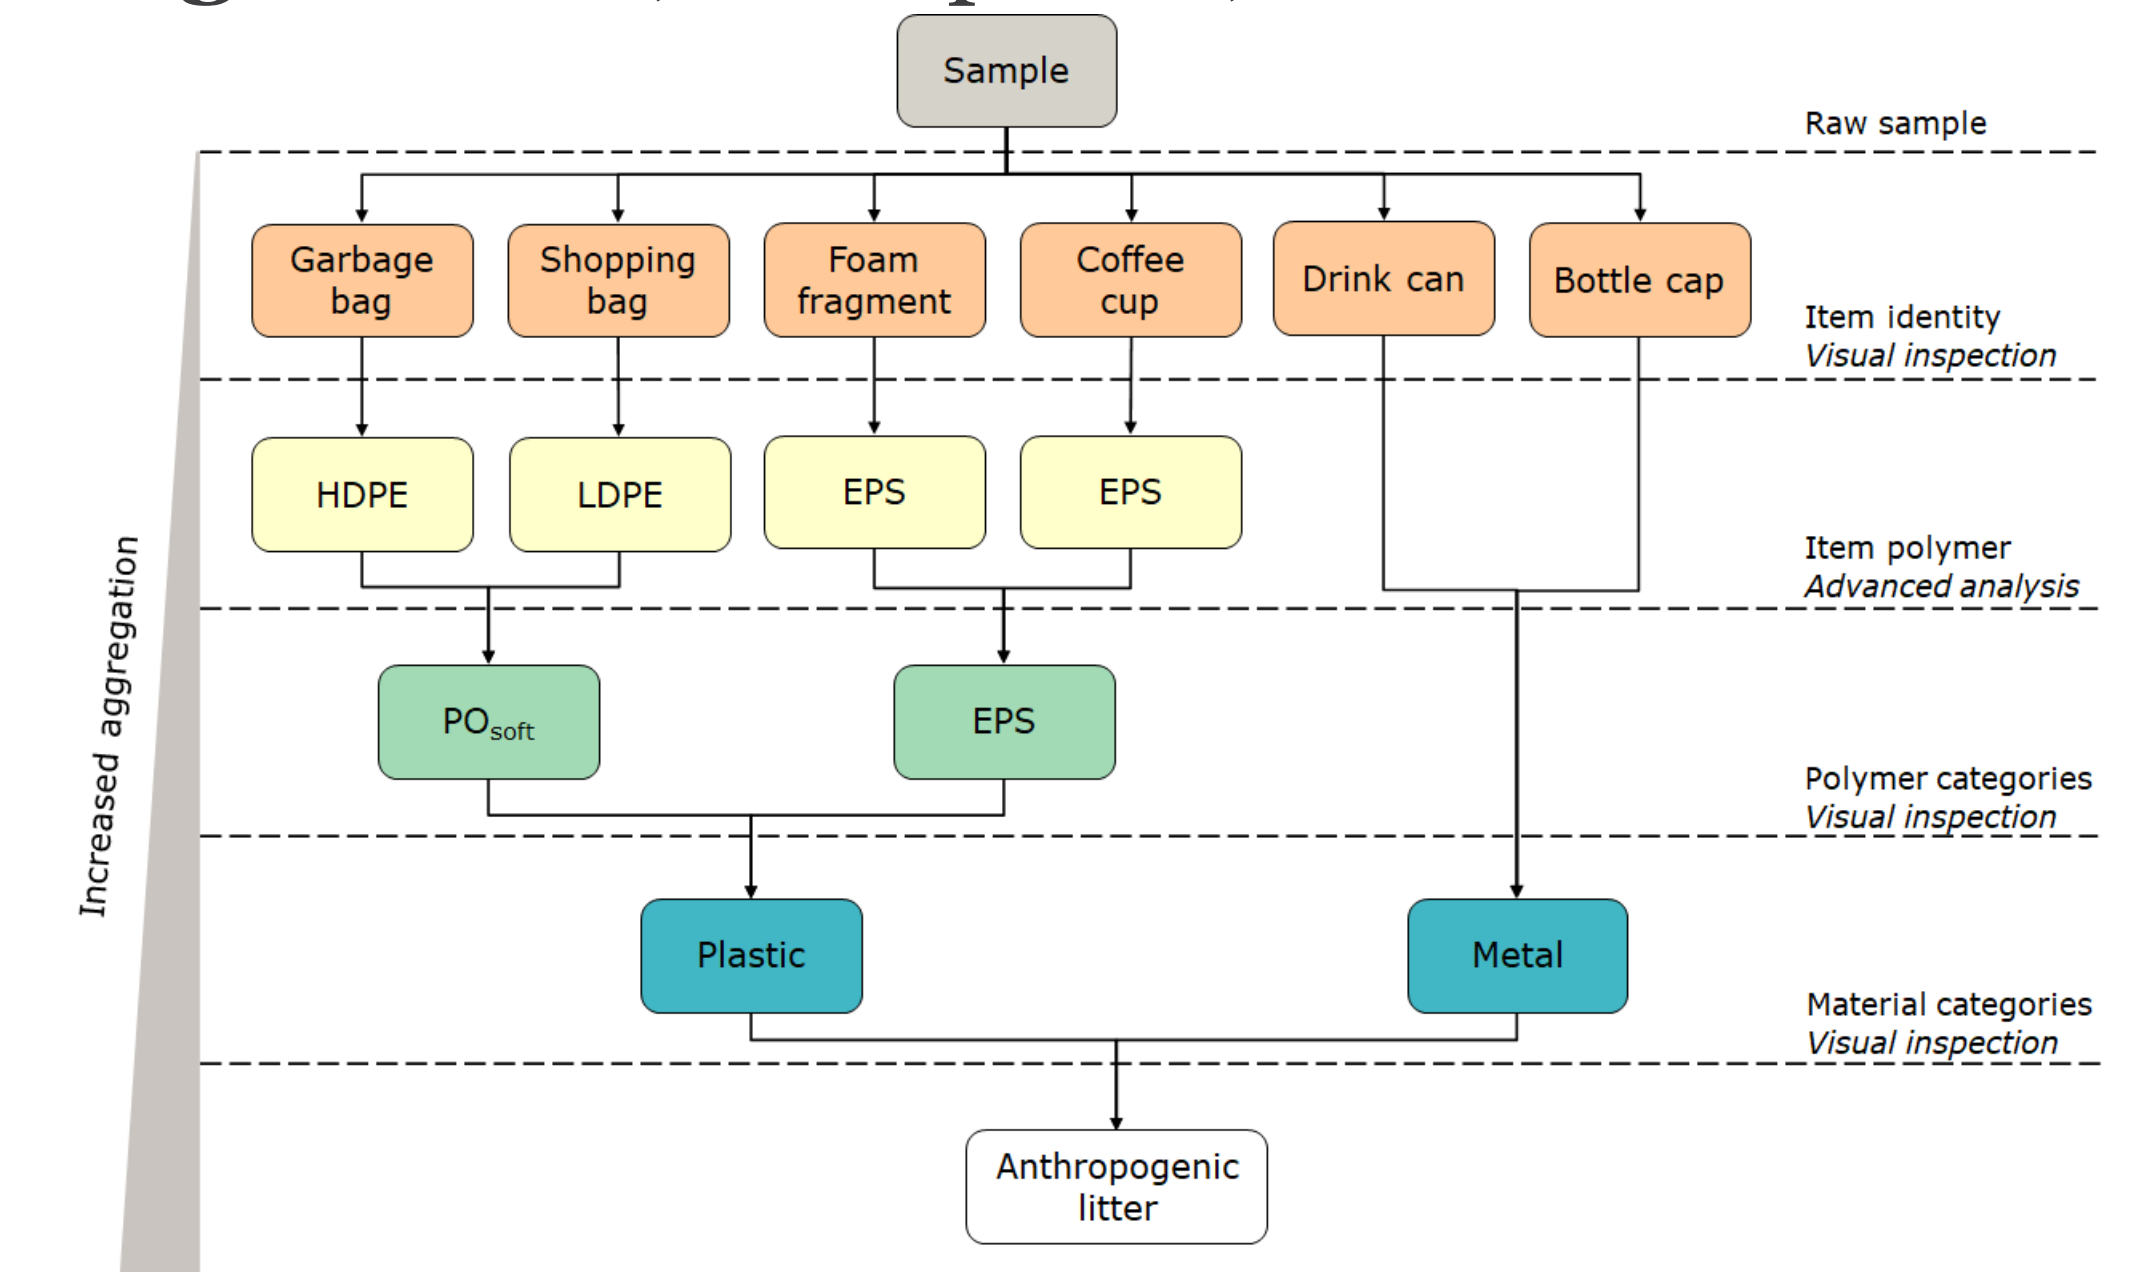 Sample
Raw sample
Garbage
bag
Shopping
bag
Foam
fragment
Coffee
cup
Drink can
Bottle cap
Item identity
Visual inspection
HDPE
LDPE
EPS
EPS
Item polymer
Advanced analysis
Increased aggregation
POsoft
EPS
Polymer categories
Visual inspection
Plastic
Metal
Material categories
Visual inspection
Anthropogenic
litter